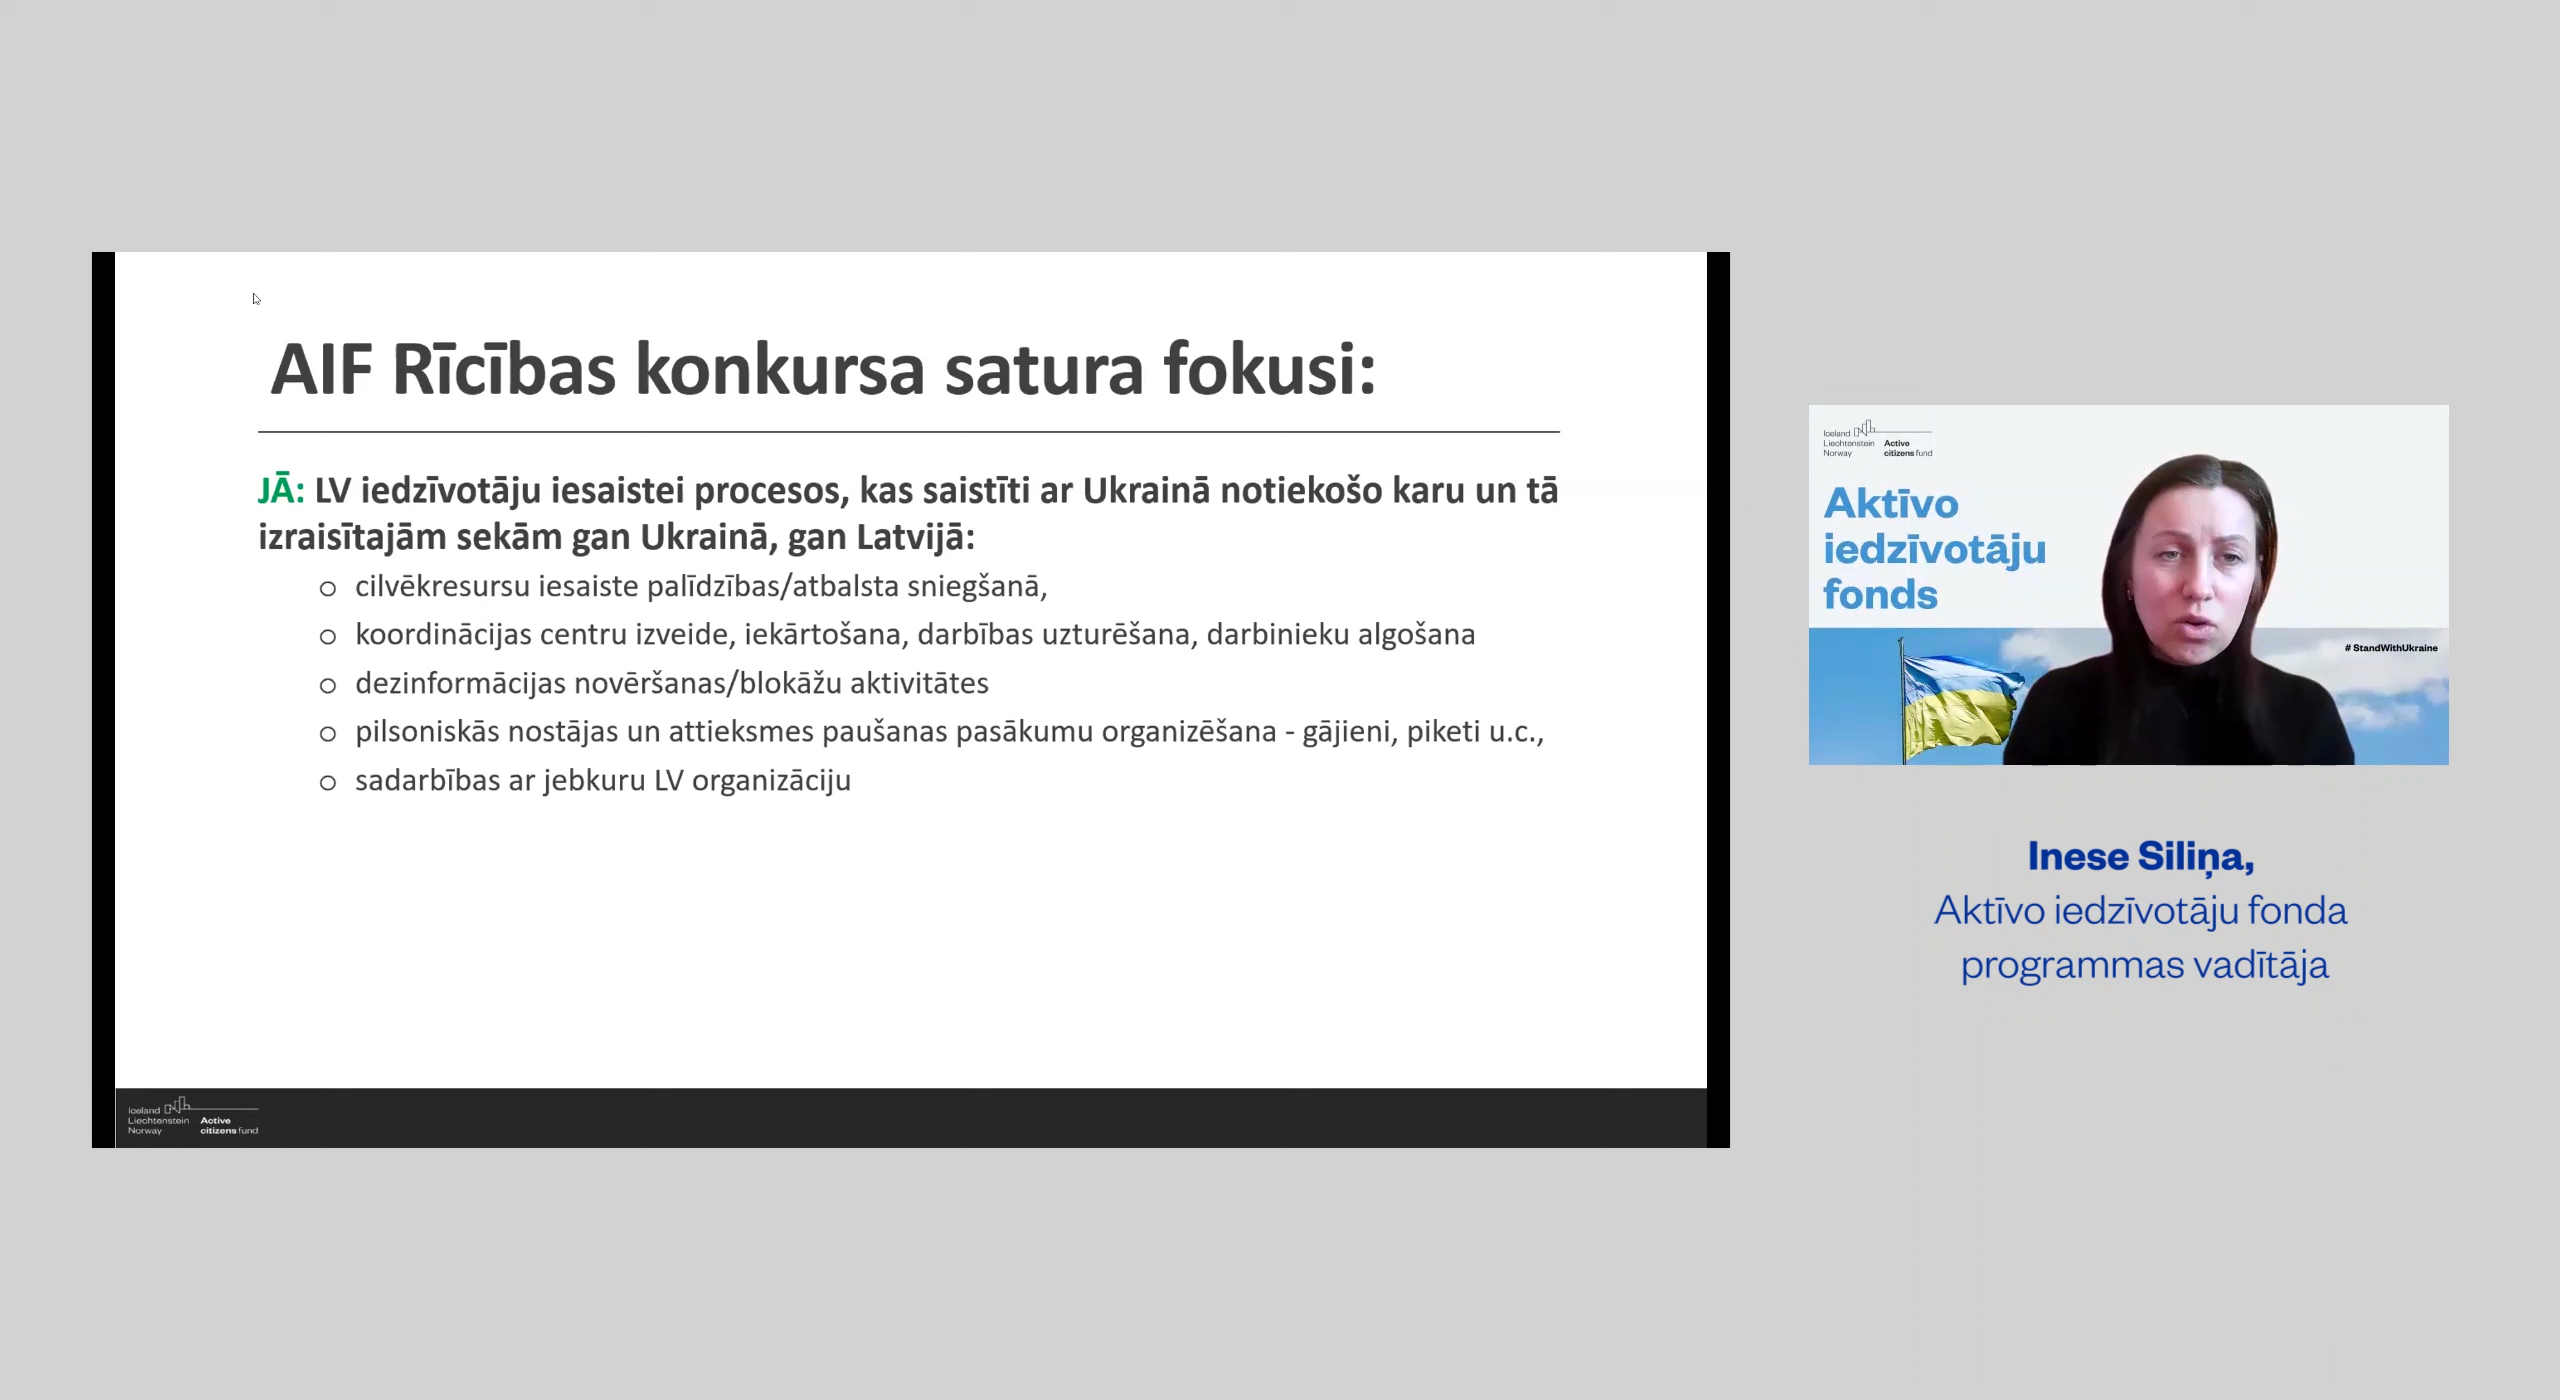 AIF Rīcības konkursa satura fokusi:
JĀ: LV iedzīvotāju iesaistei procesos, kas saistīti ar Ukrainā notiekošo karu un tā
izraisītajām sekām gan Ukrainā, gan Latvijā:
o cilvēkresursu iesaiste palīdzības/atbalsta sniegšanā,
o koordinācijas centru izveide, iekārtošana, darbības uzturēšana, darbinieku algošana
o dezinformācijas novēršanas/blokāžu aktivitātes
o pilsoniskās nostājas un attieksmes paušanas pasākumu organizēšana - gājieni, piketi u.c.,
o sadarbības ar jebkuru LV organizāciju
Iceland
Liechtenstein Active
Norway citizens fund
Iceland
Liechtenstein Active
Norway citizens fund
Aktīvo
iedzīvotāju
fonds
# StandWithUkraine
Inese Siliņa,
Aktīvo iedzīvotāju fonda
programmas vadītāja